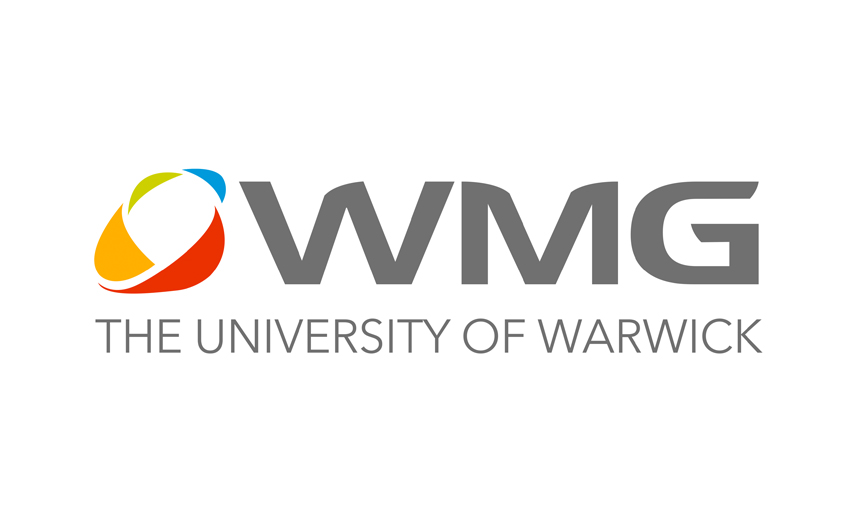 WMG
THE UNIVERSITY OF WARWICK